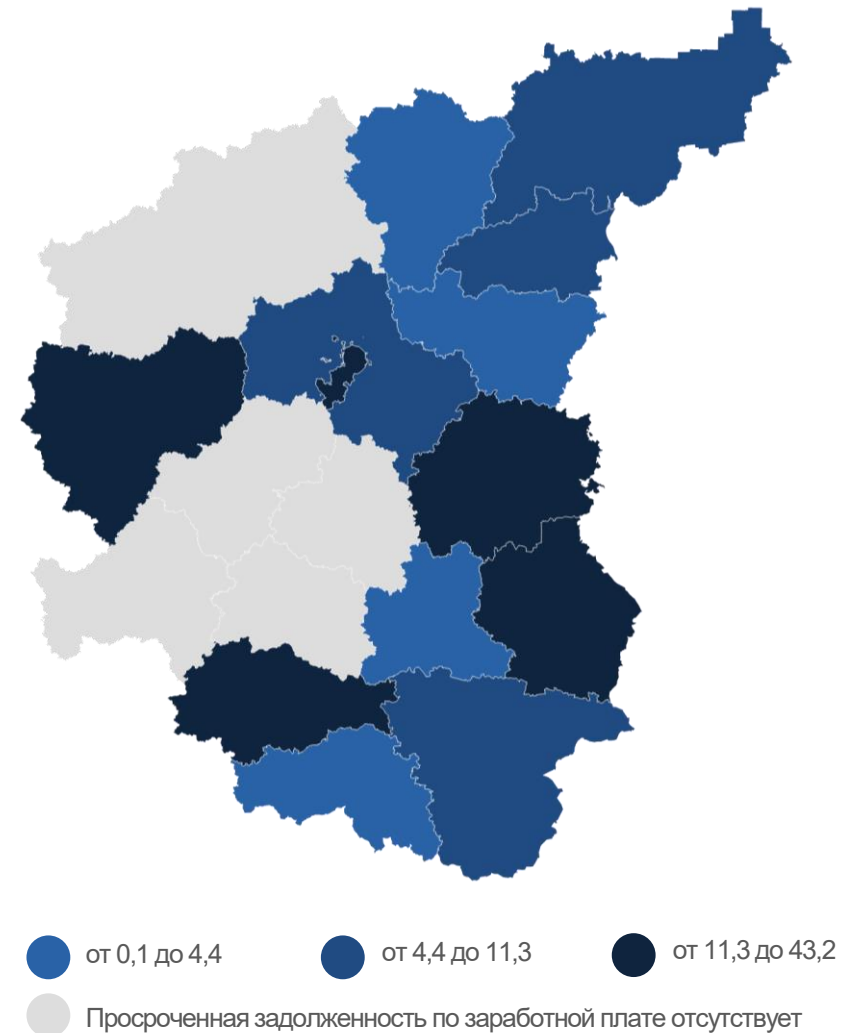 от 0,1 до 4,4
от 4,4 до 11,3
от 11,3 до 43,2
Просроченная задолженность по заработной плате отсутствует